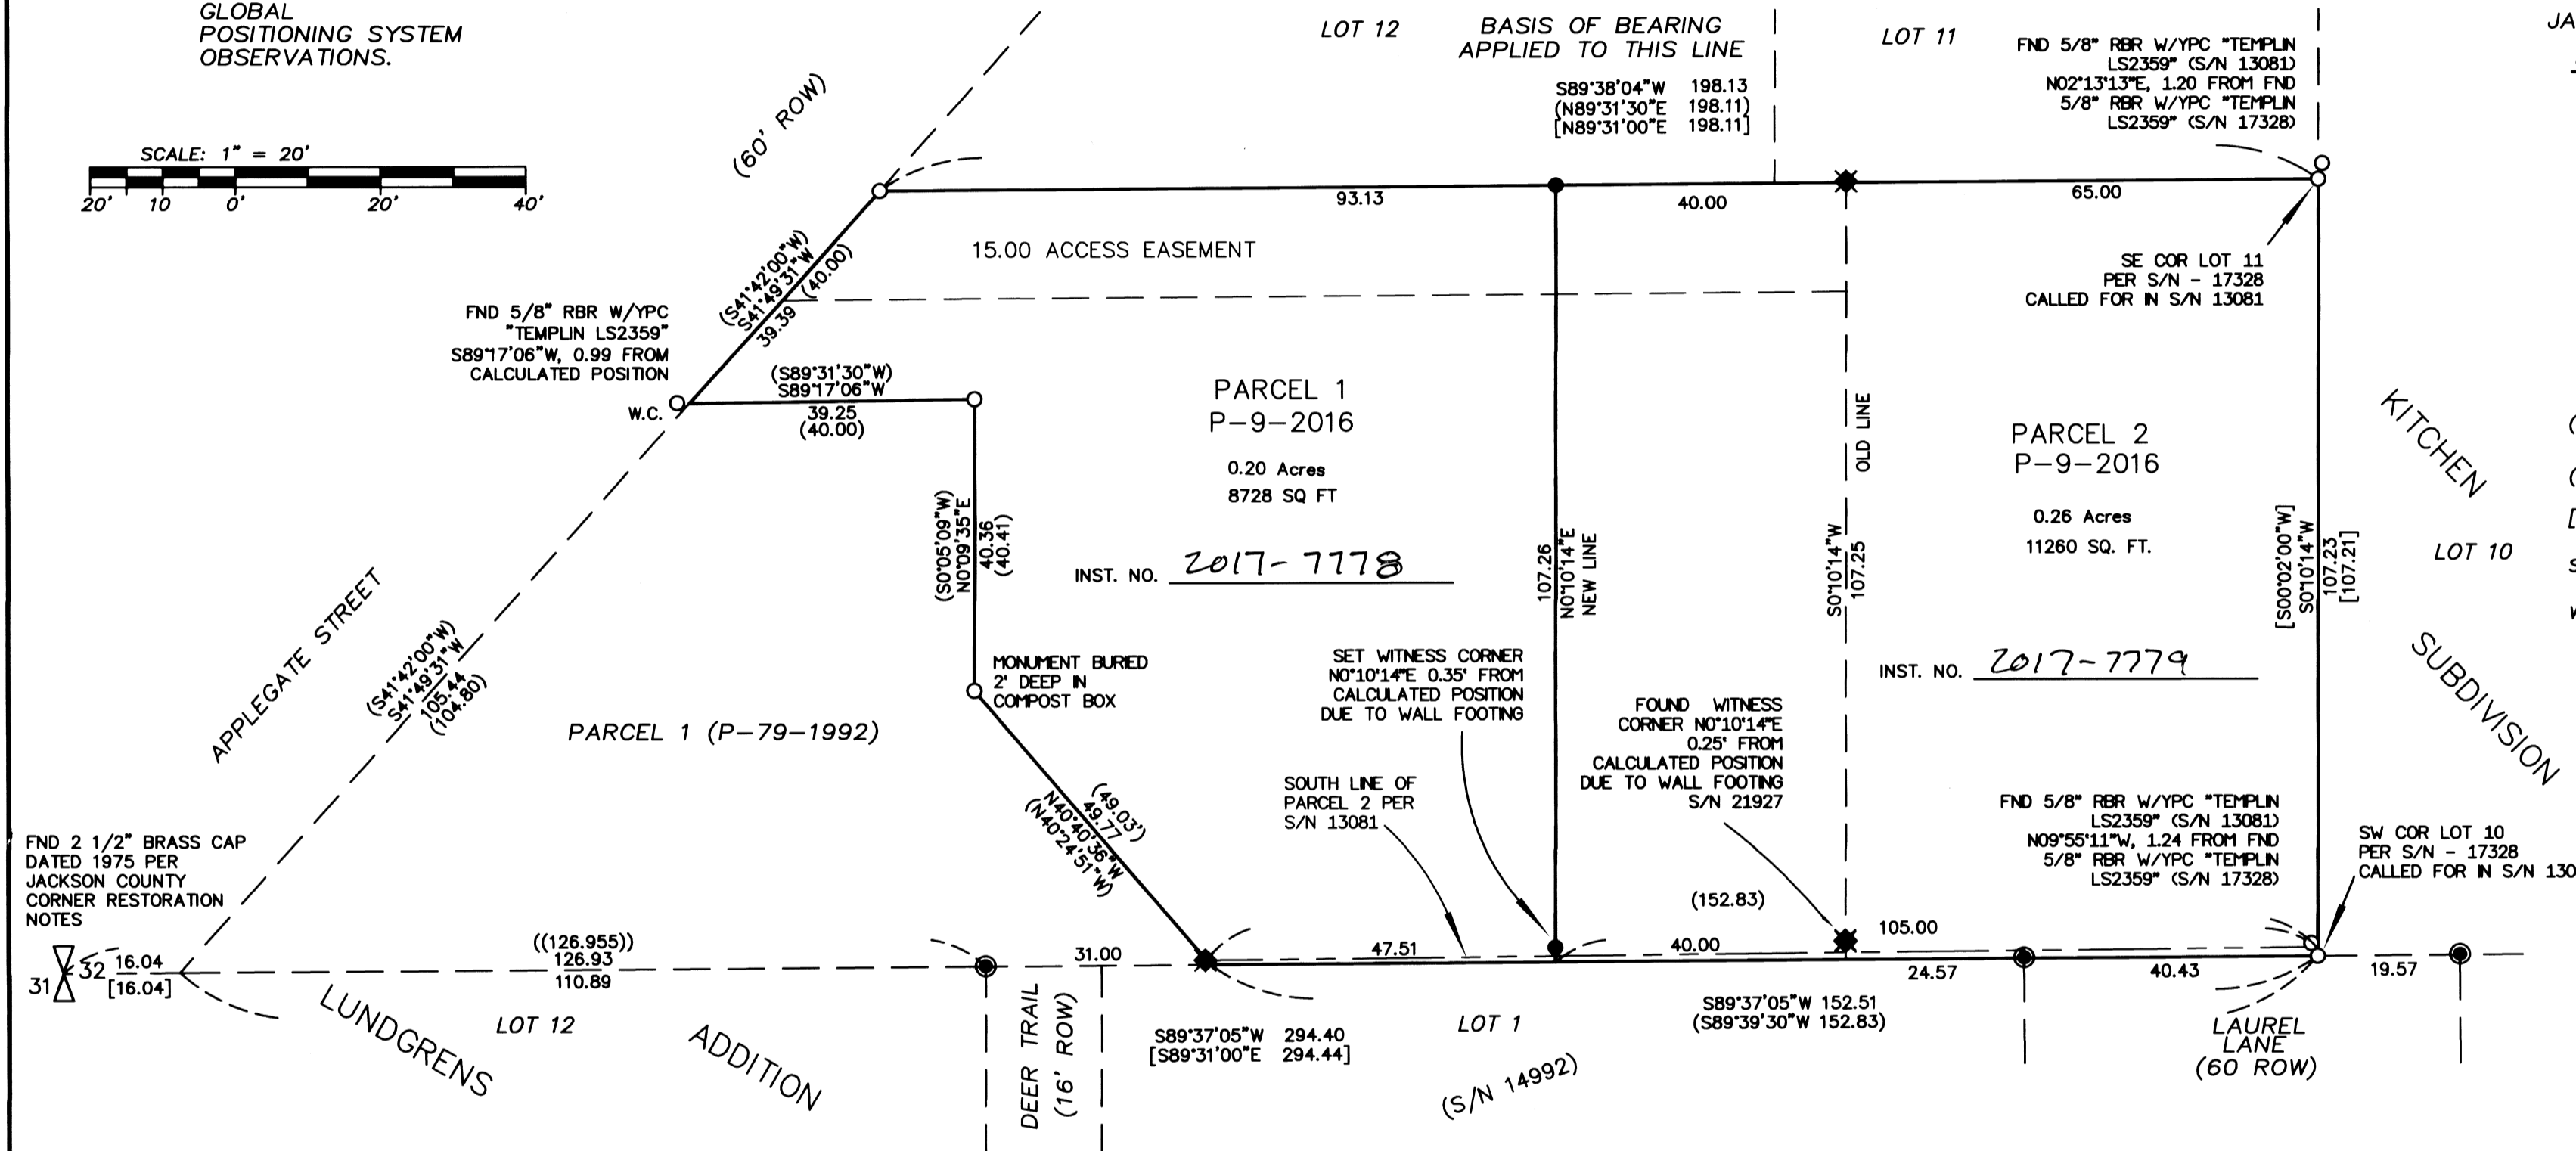 GLOBAL
POSITIONING SYSTEM
OBSERVATIONS.
SCALE: 1" = 20'
20' 10 0' 20' 40'
(60' ROW)
LOT 12
BASIS OF BEARING
APPLIED TO THIS LINE
S89°38'04"W 198.13
(N89°31'30"E 198.11)
[N89°31'00"E 198.11]
LOT 11
FND 5/8" RBR W/YPC "TEMPLIN
LS2359" (S/N 13081)
N02°13'13"E, 1.20 FROM FND
5/8" RBR W/YPC "TEMPLIN
LS2359" (S/N 17328)
JA
93.13
40.00
65.00
15.00 ACCESS EASEMENT
(S41°42'00"W)
S41°49'31"W
39.39
(40.00)
SE COR LOT 11
PER S/N - 17328
CALLED FOR IN S/N 13081
FND 5/8" RBR W/YPC
"TEMPLIN LS2359"
S89°17'06"W, 0.99 FROM
CALCULATED POSITION
W.C.
(S89°31'30"W)
S89°17'06"W
39.25
(40.00)
PARCEL 1
P-9-2016
0.20 Acres
8728 SQ FT
INST. NO. 2017-7778
(S0°05'09"W)
N0°09'35"E
40.36
(40.41)
107.26
N0°10'14"E
NEW LINE
S0°10'14"W
107.25
OLD LINE
PARCEL 2
P-9-2016
0.26 Acres
11260 SQ. FT.
INST. NO. 2017-7779
[S00°02'00"W]
S0°10'14"W
107.23
[107.21]
KITCHEN
LOT 10
SUBDIVISION
(
(
[
S
W
APPLEGATE STREET
(S41°42'00"W)
S41°49'31"W
105.44
(104.80)
MONUMENT BURIED
2' DEEP IN
COMPOST BOX
PARCEL 1 (P-79-1992)
(49.03')
49.77
N40°40'36"W
(N40°24'51"W)
SET WITNESS CORNER
N0°10'14"E 0.35' FROM
CALCULATED POSITION
DUE TO WALL FOOTING
SOUTH LINE OF
PARCEL 2 PER
S/N 13081
FOUND WITNESS
CORNER N0°10'14"E
0.25' FROM
CALCULATED POSITION
DUE TO WALL FOOTING
S/N 21927
FND 5/8" RBR W/YPC "TEMPLIN
LS2359" (S/N 13081)
N09°55'11"W, 1.24 FROM FND
5/8" RBR W/YPC "TEMPLIN
LS2359" (S/N 17328)
SW COR LOT 10
PER S/N - 17328
CALLED FOR IN S/N 130
FND 2 1/2" BRASS CAP
DATED 1975 PER
JACKSON COUNTY
CORNER RESTORATION
NOTES
31 32
16.04
[16.04]
((126.955))
126.93
110.89
31.00
47.51
(152.83)
40.00
105.00
24.57
40.43
19.57
LUNDGRENS
LOT 12
ADDITION
DEER TRAIL
(16' ROW)
S89°37'05"W 294.40
[S89°31'00"E 294.44]
LOT 1
(S/N 14992)
S89°37'05"W 152.51
(S89°39'30"W 152.83)
LAUREL
LANE
(60 ROW)